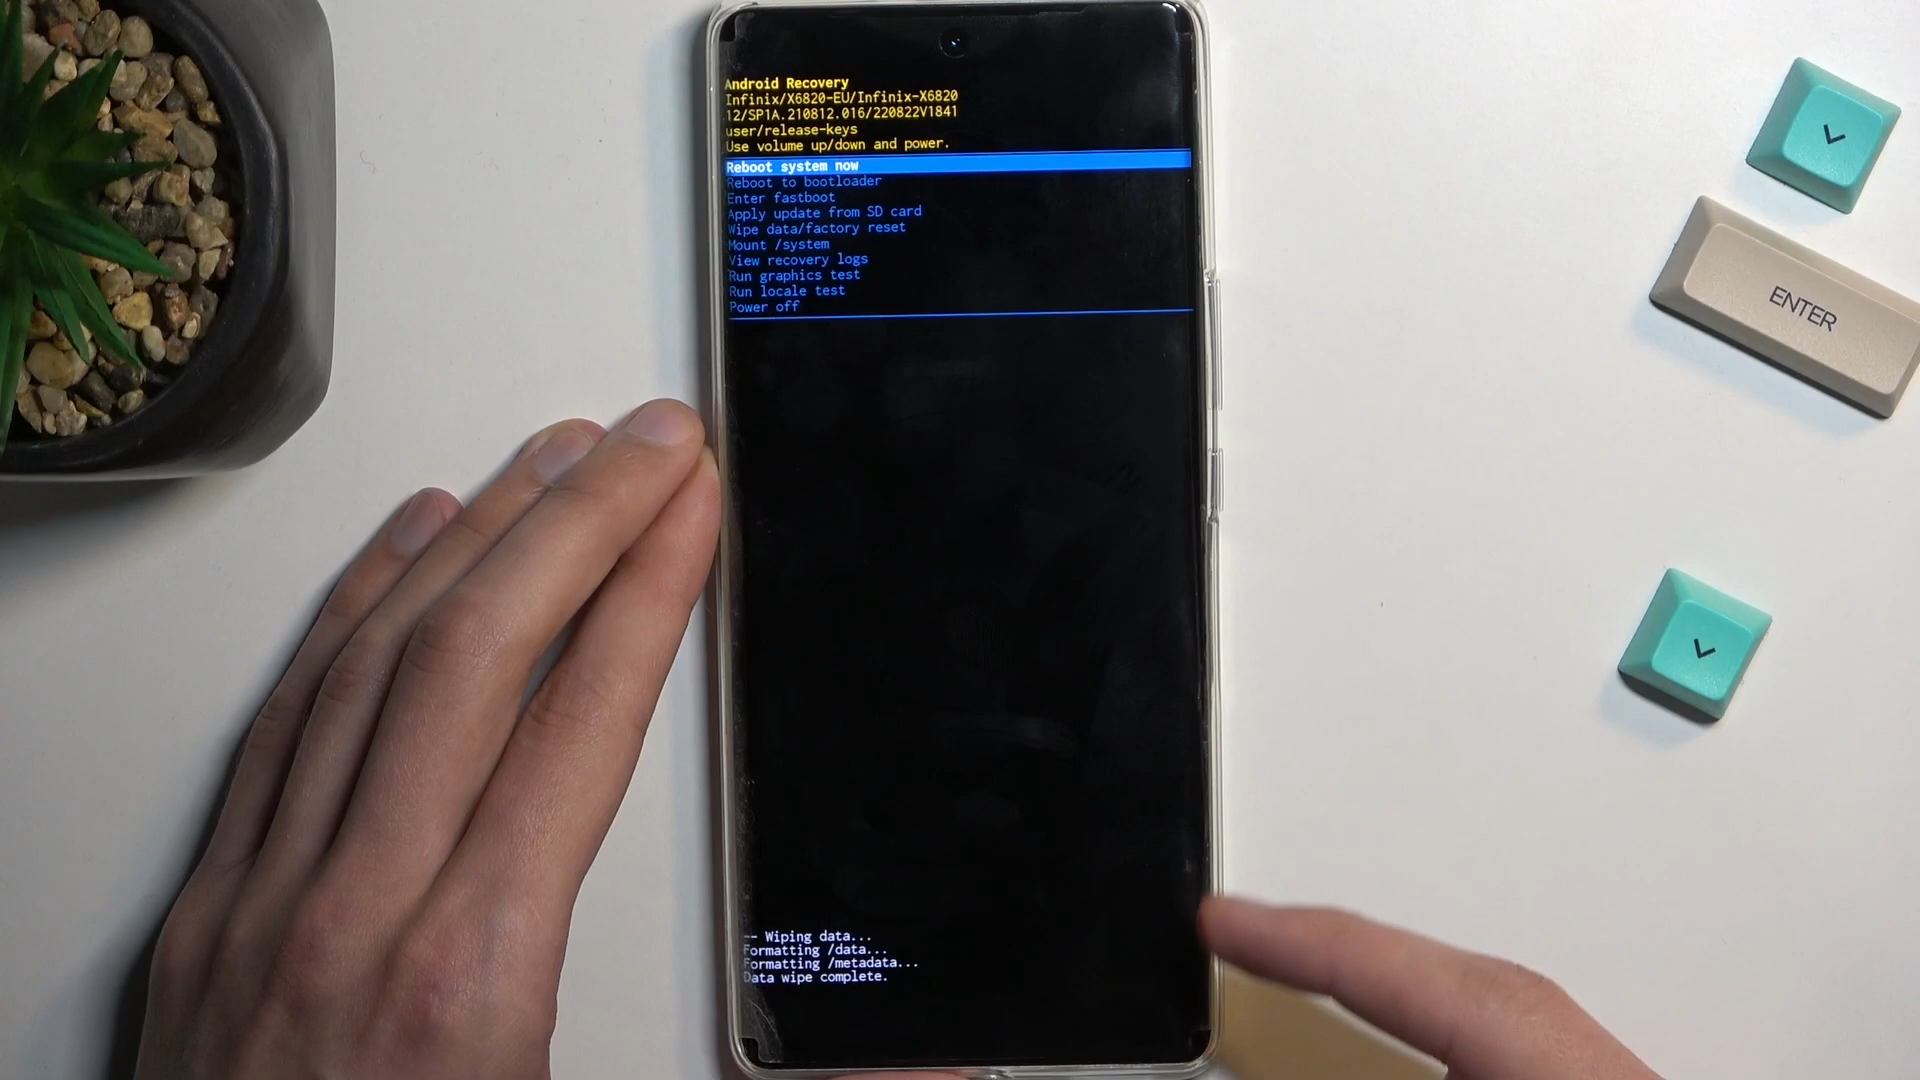 Android Recovery
Infinix/X6820-EU/Infinix-X6820
12/SP1A.210812.016/220822V1841
user/release-keys
Use volume up/down and power.
Reboot system now
Reboot to bootloader
Enter fastboot
Apply update from SD card
Wipe data/factory reset
Mount /system
View recovery logs
Run graphics test
Run locale test
Power off
-- Wiping data...
Formatting /data...
Formatting /metadata...
Data wipe complete.
ENTER